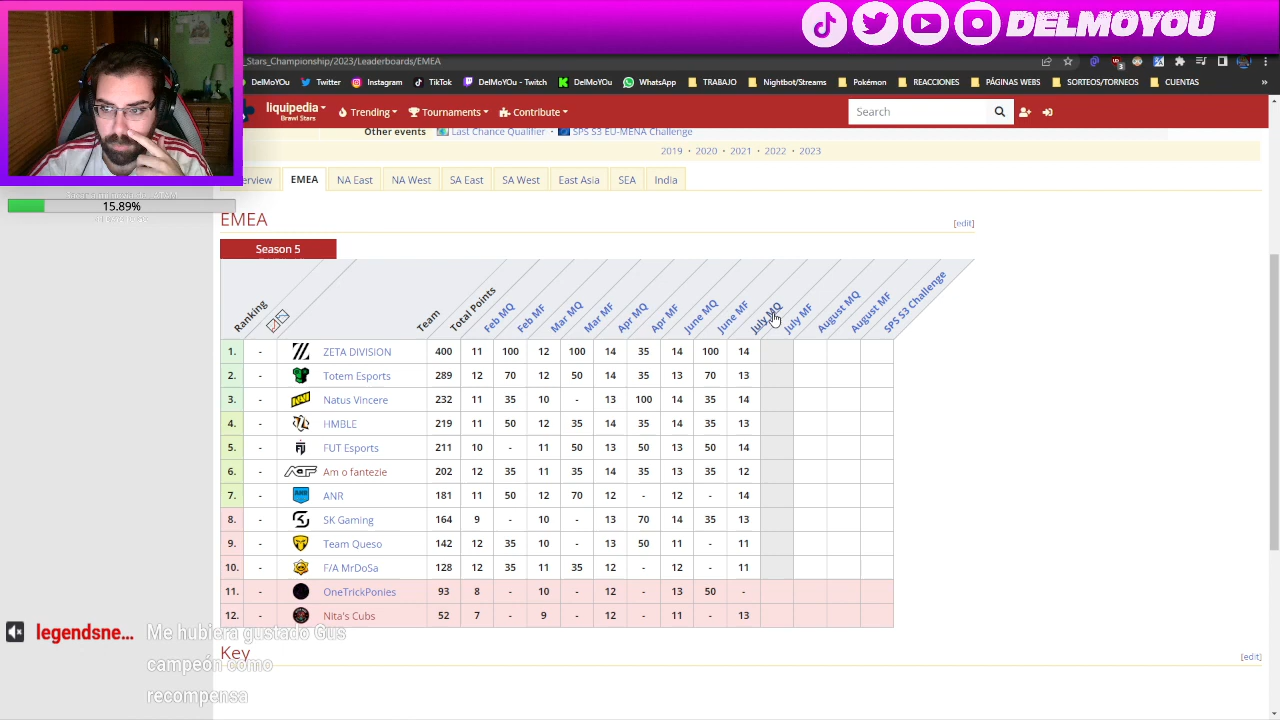 DELMOYOU
_Stars_Championship/2023/Leaderboards/EMEA
DelMoYOu Twitter Instagram TikTok DelMoYOu - Twitch DelMoYOu WhatsApp TRABAJO Nightbot/Streams Pokémon REACCIONES PÁGINAS WEB SORTEOS/TORNEOS CUENTAS
liquipedia Brawl Stars Trending Tournaments Contribute Search
Other events Last Chance Qualifier • SPS S3 EU-MENA Challenge
2019 • 2020 • 2021 • 2022 • 2023
15.89%
erview EMEA NA East NA West SA East SA West East Asia SEA India
EMEA [edit]
Season 5
Ranking Team Total Points Feb MQ Feb MF Mar MQ Mar MF Apr MQ Apr MF June MQ June MF July MQ July MF August MQ August MF SPS S3 Challenge
1. - ZETA DIVISION 400 11 100 12 100 14 35 14 100 14
2. - Totem Esports 289 12 70 12 50 14 35 13 70 13
3. - Natus Vincere 232 11 35 10 - 13 100 14 35 14
4. - HMBLE 219 11 50 12 35 14 35 14 35 13
5. - FUT Esports 211 10 - 11 50 13 50 13 50 14
6. - Am o fantezie 202 12 35 11 35 14 35 13 35 12
7. - ANR 181 11 50 12 70 12 - 12 - 14
8. - SK Gaming 164 9 - 10 - 13 70 14 35 13
9. - Team Queso 142 12 35 10 - 13 50 11 - 11
10. - F/A MrDoSa 128 12 35 11 35 12 - 12 - 11
11. - OneTrickPonies 93 8 - 10 - 12 - 13 50 -
12. - Nita's Cubs 52 7 - 9 - 12 - 11 - 13
legendsne... Me hubiera gustado Gus
campeón como
recompensa
Key [edit]